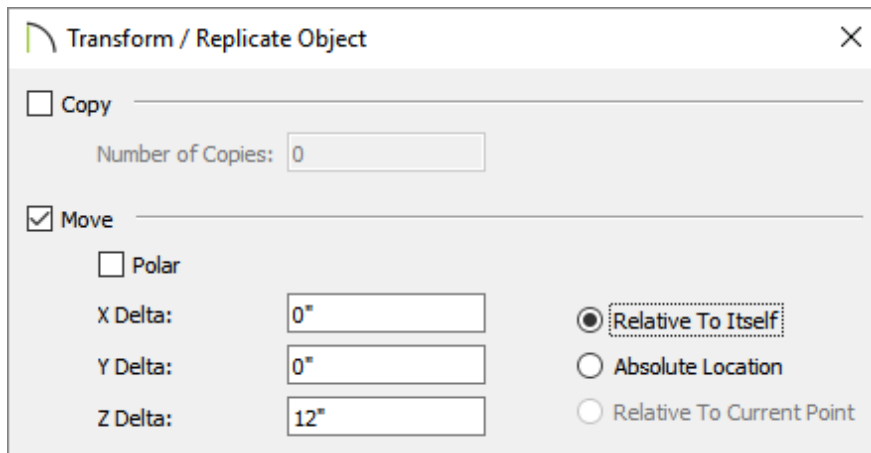 Transform / Replicate Object
Copy
Number of Copies: 0
Move
Polar
X Delta: 0"
Relative To Itself
Y Delta: 0"
Absolute Location
Z Delta: 12"
Relative To Current Point